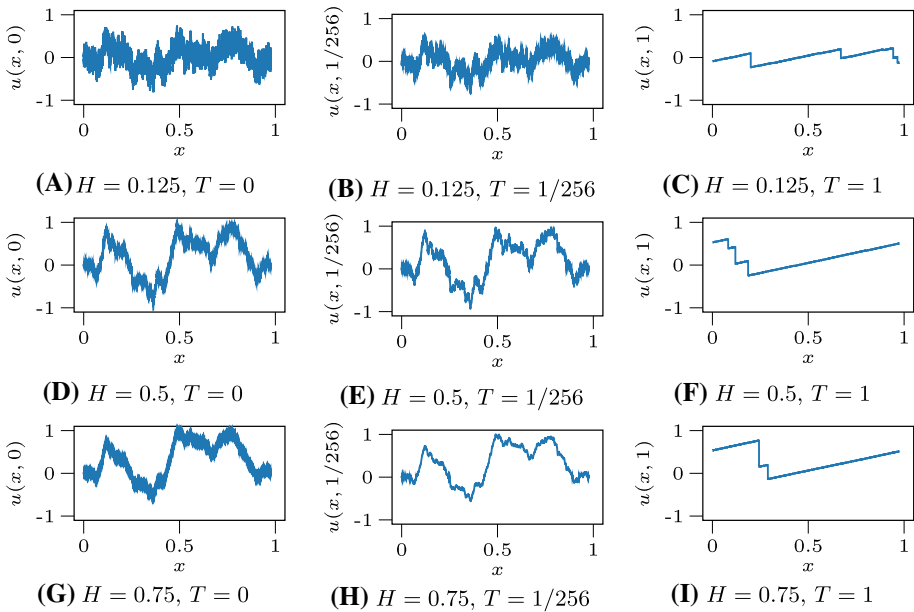 1
0
-1
u(x, 0)
0
0.5
1
x
(A) H = 0.125, T = 0
1
0
-1
u(x, 1/256)
0
0.5
1
x
(B) H = 0.125, T = 1/256
1
0
-1
u(x, 1)
0
0.5
1
x
(C) H = 0.125, T = 1
1
0
-1
u(x, 0)
0
0.5
1
x
(D) H = 0.5, T = 0
1
0
-1
u(x, 1/256)
0
0.5
1
x
(E) H = 0.5, T = 1/256
1
0
-1
u(x, 1)
0
0.5
1
x
(F) H = 0.5, T = 1
1
0
-1
u(x, 0)
0
0.5
1
x
(G) H = 0.75, T = 0
1
0
-1
u(x, 1/256)
0
0.5
1
x
(H) H = 0.75, T = 1/256
1
0
-1
u(x, 1)
0
0.5
1
x
(I) H = 0.75, T = 1